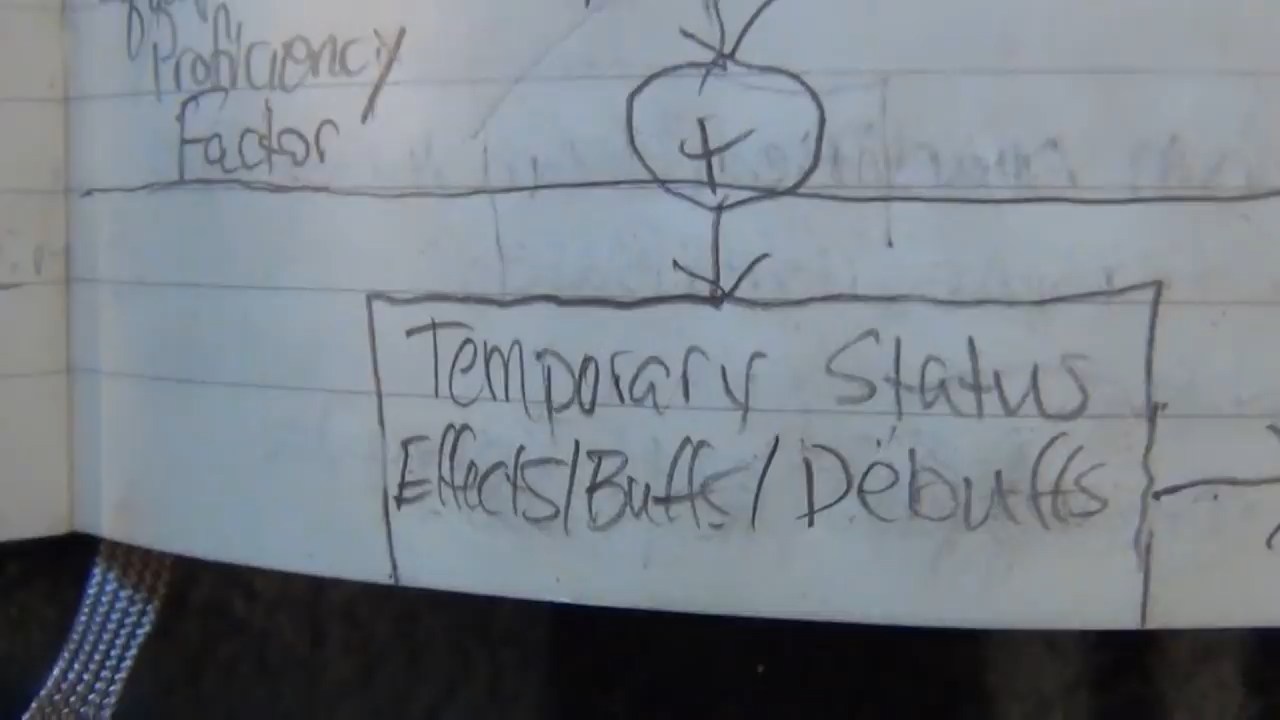 Proficiency
Factor
+
Temporary Status
Effects/Buffs/Debuffs